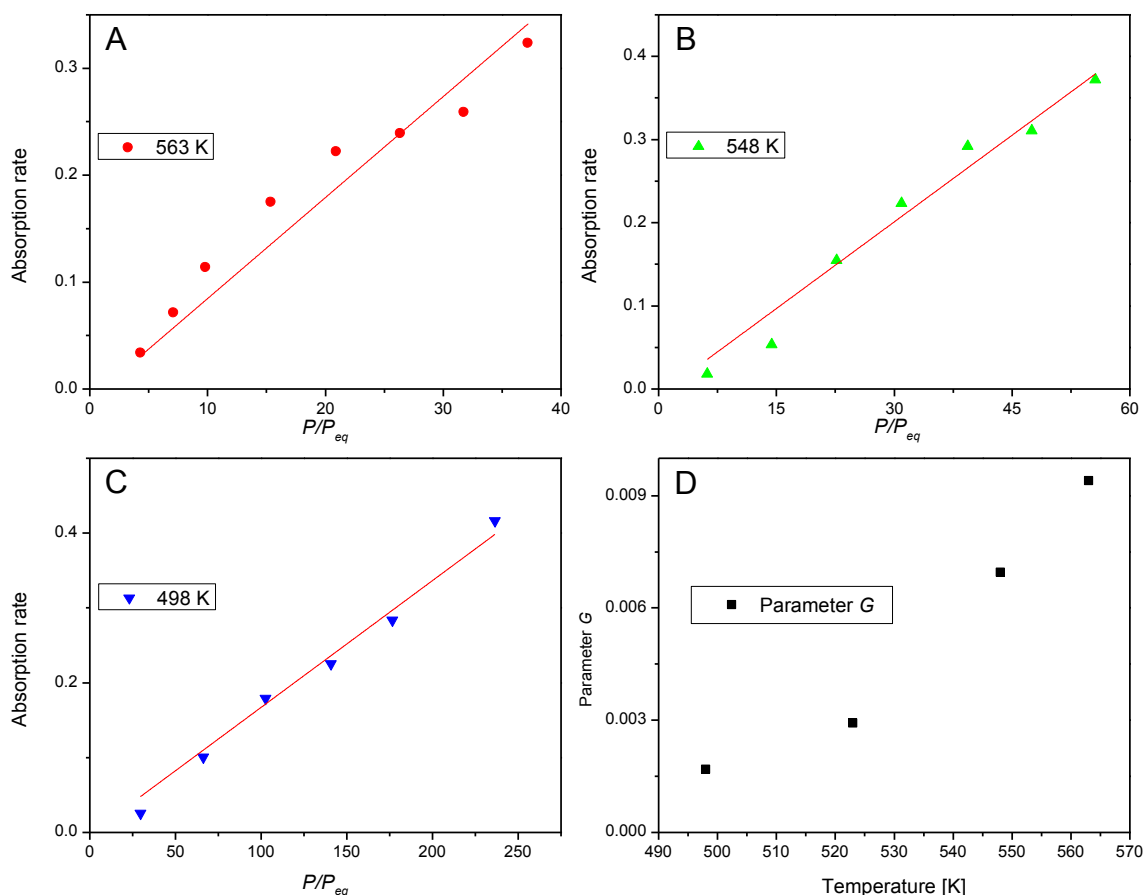 A
0.3
0.2
0.1
0.0
Absorption rate
563 K
0 10 20 30 40
P/Peq
B
0.4
0.3
0.2
0.1
0.0
Absorption rate
548 K
0 15 30 45 60
P/Peq
C
0.4
0.2
0.0
Absorption rate
498 K
0 50 100 150 200 250
P/Peq
D
0.009
0.006
0.003
0.000
Parameter G
Parameter G
490 500 510 520 530 540 550 560 570
Temperature [K]